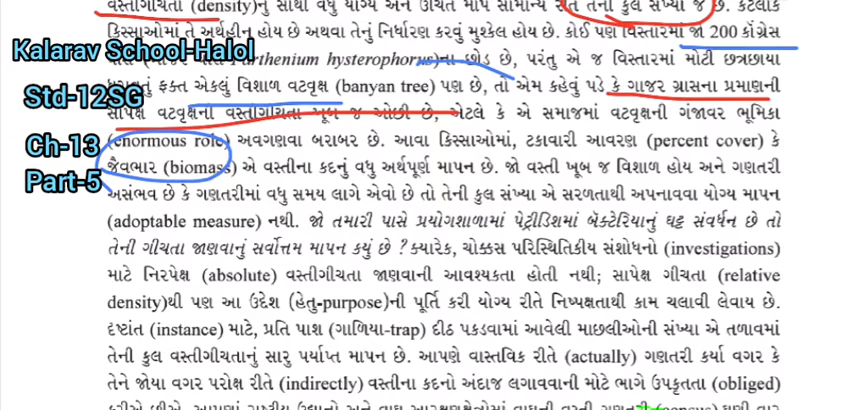 વસ્તીગીચતા (density)નું સૌથી વધુ યોગ્ય અને ઉચિત માપ સામાન્ય રીતે તેની કુલ સંખ્યા જ છે. કેટલાક
કિસ્સાઓમાં તે અર્થહીન હોય છે અથવા તેનું નિર્ધારણ કરવું મુશ્કેલ હોય છે. કોઈ પણ વિસ્તારમાં જો 200 કૉંગ્રેસ
Kalarav School-Halol
Parthenium hysterophorusના છોડ છે, પરંતુ એ જ વિસ્તારમાં મોટી છત્રછાયા
ફક્ત એકલું વિશાળ વટવૃક્ષ (banyan tree) પણ છે, તો એમ કહેવું પડે કે ગાજર ગ્રાસના પ્રમાણની
Std-12SG
સાપેક્ષે વટવૃક્ષની વસ્તીગીચતા ખૂબ જ ઓછી છે, એટલે કે એ સમાજમાં વટવૃક્ષની ગંજાવર ભૂમિકા
Ch-13
(enormous role) અવગણવા બરાબર છે. આવા કિસ્સાઓમાં, ટકાવારી આવરણ (percent cover) કે
જૈવભાર (biomass) એ વસ્તીના કદનું વધુ અર્થપૂર્ણ માપન છે. જો વસ્તી ખૂબ જ વિશાળ હોય અને ગણતરી
Part-5
અસંભવ છે કે ગણતરીમાં વધુ સમય લાગે એવો છે તો તેની કુલ સંખ્યા એ સરળતાથી અપનાવવા યોગ્ય માપન
(adoptable measure) નથી. જો તમારી પાસે પ્રયોગશાળામાં પેટ્રીડિશમાં બૅક્ટેરિયાનું ઘટ્ટ સંવર્ધન છે તો
તેની ગીચતા જાણવાનું સર્વોત્તમ માપન કયું છે ? ક્યારેક, ચોક્કસ પરિસ્થિતિકીય સંશોધનો (investigations)
માટે નિરપેક્ષ (absolute) વસ્તીગીચતા જાણવાની આવશ્યકતા હોતી નથી; સાપેક્ષ ગીચતા (relative
density)થી પણ આ ઉદેશ (હેતુ-purpose)ની પૂર્તિ કરી યોગ્ય રીતે નિષ્પક્ષતાથી કામ ચલાવી લેવાય છે.
દૃષ્ટાંત (instance) માટે, પ્રતિ પાશ (ગાળિયા-trap) દીઠ પકડવામાં આવેલી માછલીઓની સંખ્યા એ તળાવમાં
તેની કુલ વસ્તીગીચતાનું સારુ પર્યાપ્ત માપન છે. આપણે વાસ્તવિક રીતે (actually) ગણતરી કર્યા વગર કે
તેને જોયા વગર પરોક્ષ રીતે (indirectly) વસ્તીના કદનો અંદાજ લગાવવાની મોટે ભાગે ઉપકૃતતા (obliged)